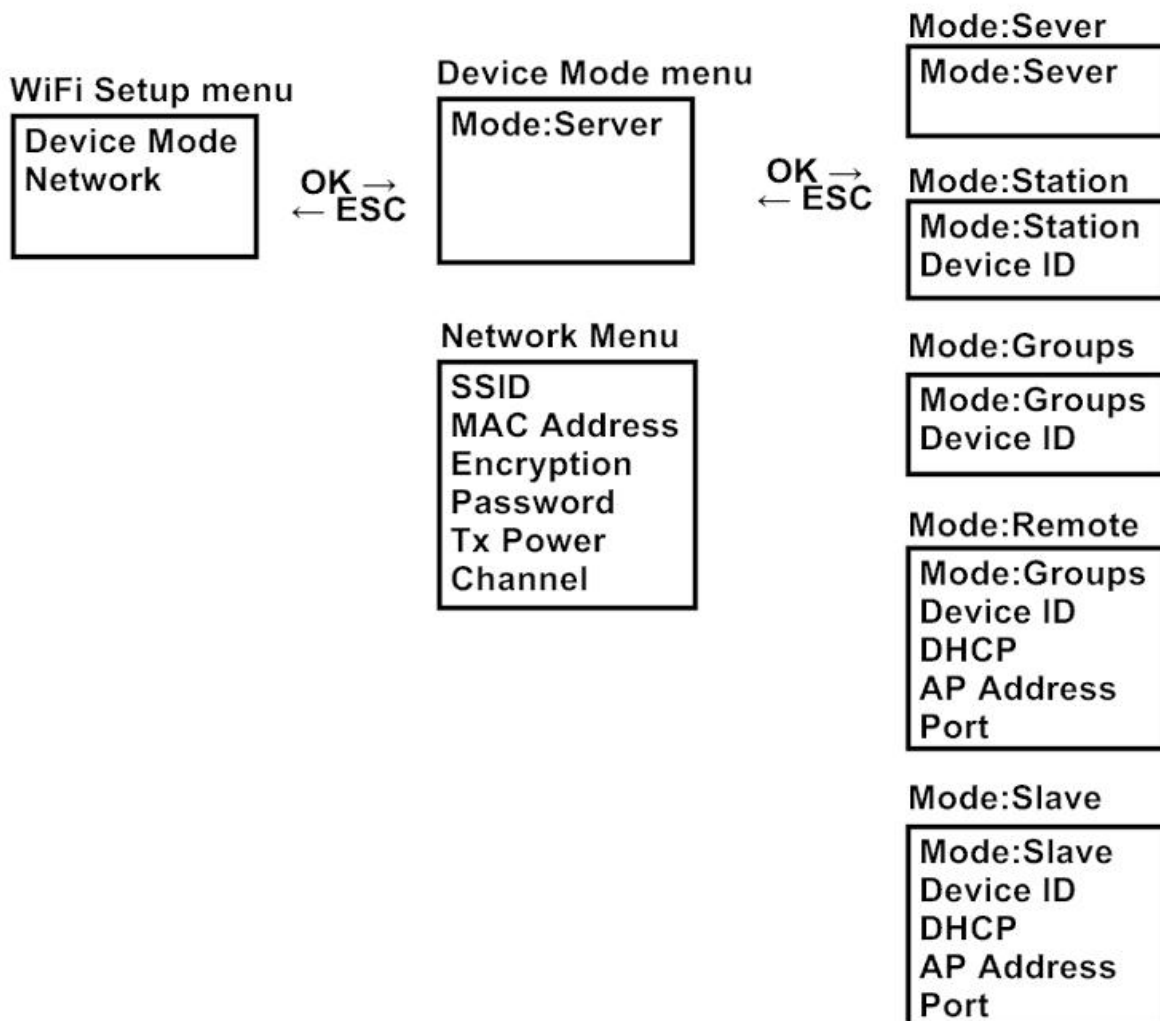 WiFi Setup menu
Device Mode
Network
OK →
← ESC
Device Mode menu
Mode:Server
Network Menu
SSID
MAC Address
Encryption
Password
Tx Power
Channel
OK →
← ESC
Mode:Sever
Mode:Sever
Mode:Station
Mode:Station
Device ID
Mode:Groups
Mode:Groups
Device ID
Mode:Remote
Mode:Groups
Device ID
DHCP
AP Address
Port
Mode:Slave
Mode:Slave
Device ID
DHCP
AP Address
Port